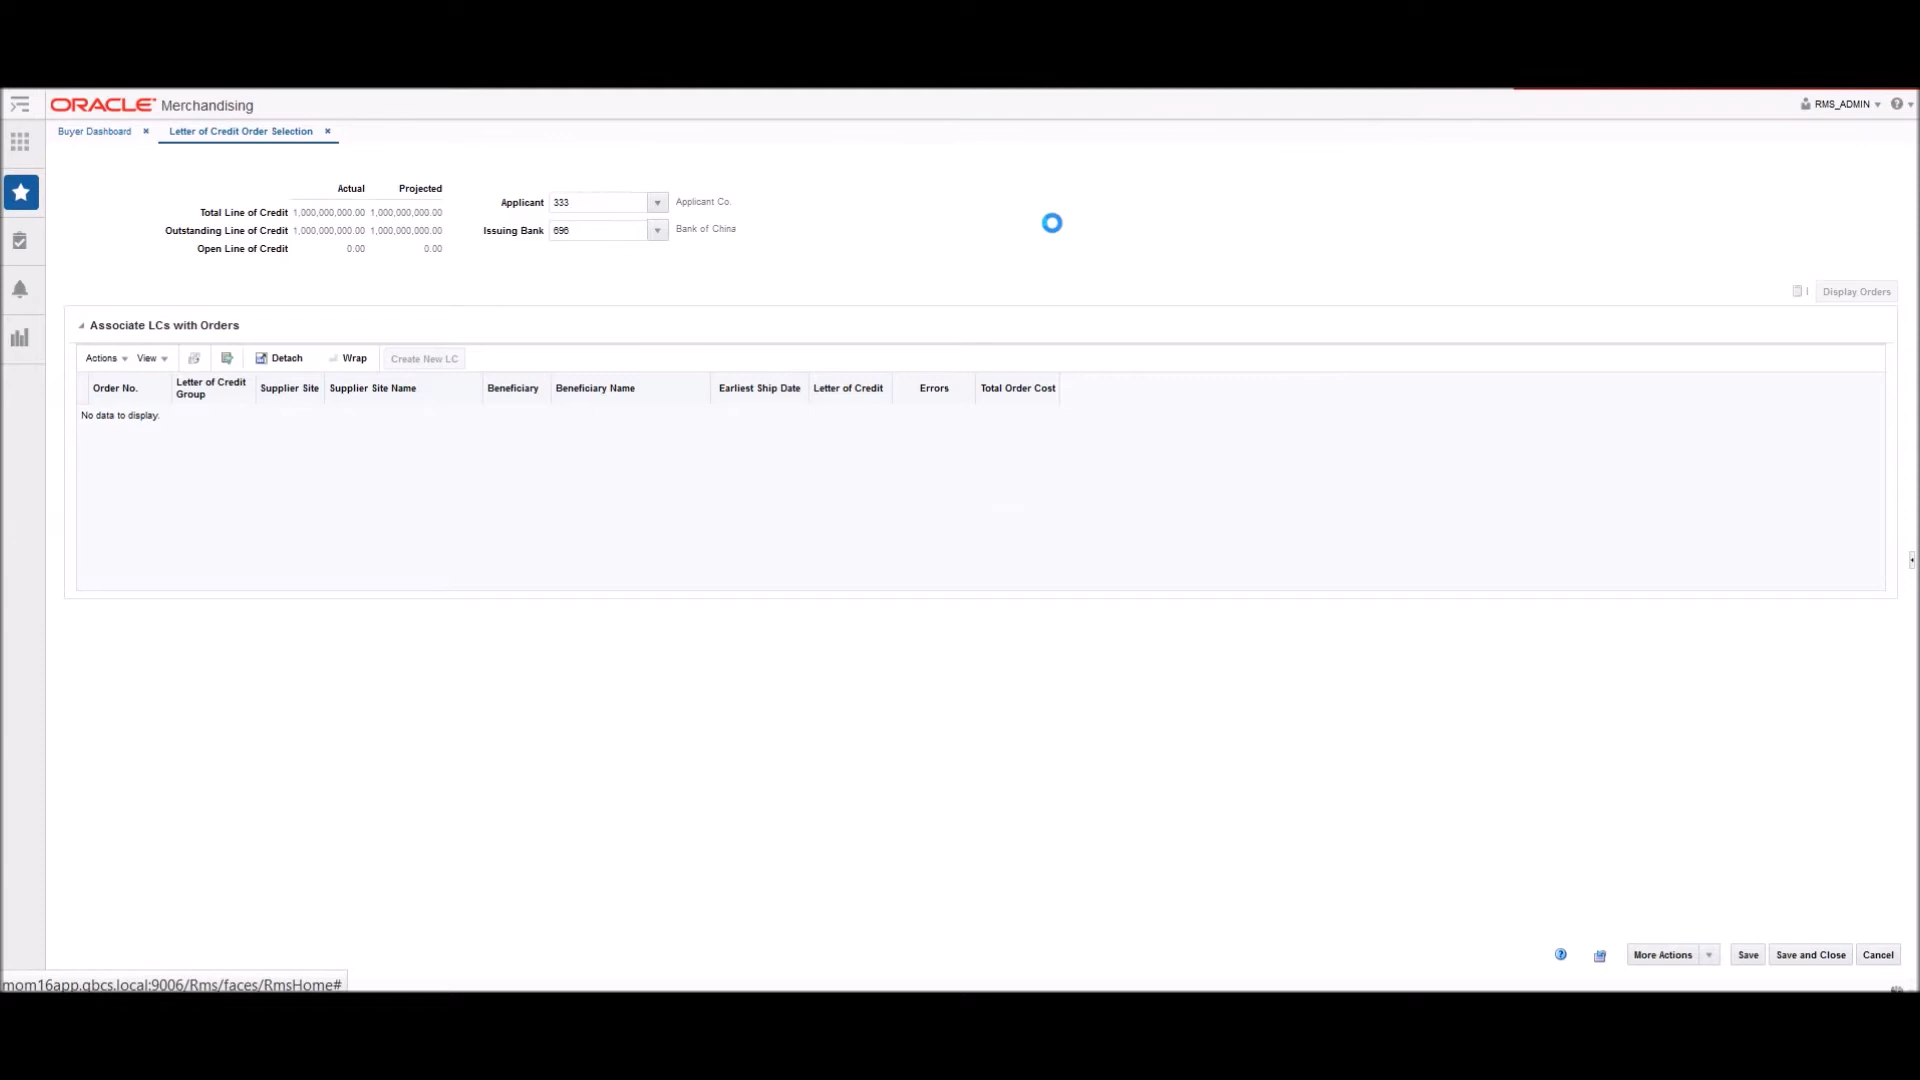 ORACLE Merchandising
RMS_ADMIN
Buyer Dashboard
Letter of Credit Order Selection
Actual Projected
Total Line of Credit 1,000,000,000.00 1,000,000,000.00
Outstanding Line of Credit 1,000,000,000.00 1,000,000,000.00
Open Line of Credit 0.00 0.00
Applicant 333 Applicant Co.
Issuing Bank 696 Bank of China
Display Orders
Associate LCs with Orders
Actions View Detach Wrap Create New LC
Order No.
Letter of Credit
Group
Supplier Site
Supplier Site Name
Beneficiary
Beneficiary Name
Earliest Ship Date
Letter of Credit
Errors
Total Order Cost
No data to display.
More Actions Save Save and Close Cancel
mom16app.qbcs.local:9006/Rms/faces/RmsHome#